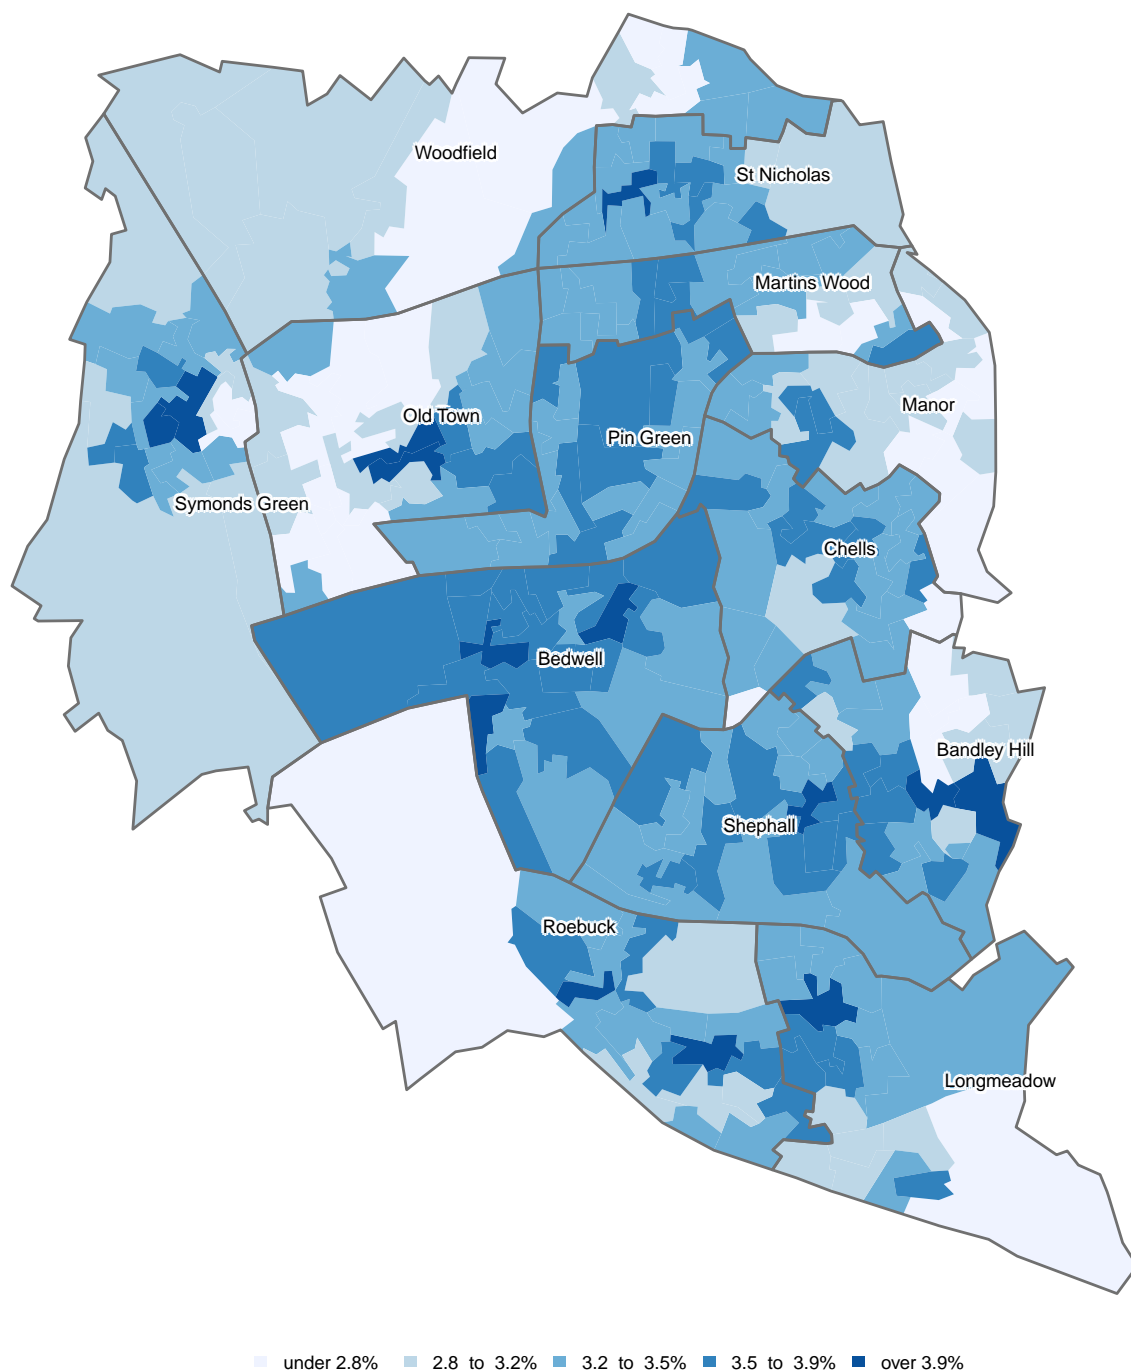 Woodfield
St Nicholas
Martins Wood
Old Town
Manor
Pin Green
Symonds Green
Chells
Bedwell
Bandley Hill
Shephall
Roebuck
Longmeadow
under 2.8% 2.8 to 3.2% 3.2 to 3.5% 3.5 to 3.9% over 3.9%